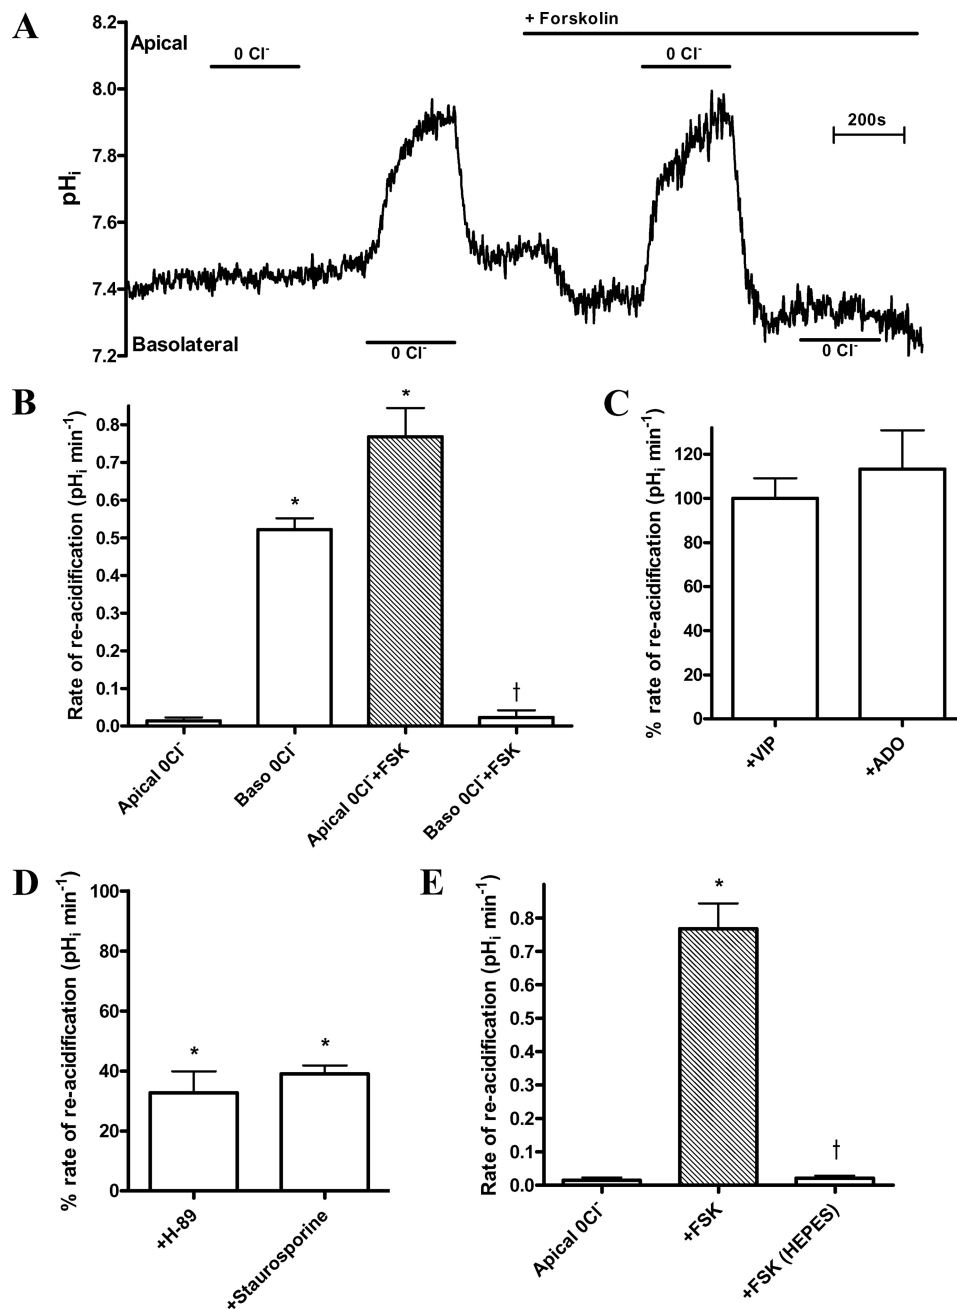 A
Apical
+ Forskolin
0 Cl⁻
0 Cl⁻
200s
8.2
8.0
7.8
7.6
7.4
7.2
pHᵢ
Basolateral
0 Cl⁻
0 Cl⁻
B
Rate of re-acidification (pHᵢ min⁻¹)
0.8
0.7
0.6
0.5
0.4
0.3
0.2
0.1
0.0
*
*
†
Apical 0Cl⁻
Baso 0Cl⁻
Apical 0Cl⁻+FSK
Baso 0Cl⁻+FSK
C
% rate of re-acidification (pHᵢ min⁻¹)
120
100
80
60
40
20
0
+VIP
+ADO
D
% rate of re-acidification (pHᵢ min⁻¹)
100
80
60
40
20
0
*
*
+H-89
+Staurosporine
E
Rate of re-acidification (pHᵢ min⁻¹)
0.8
0.7
0.6
0.5
0.4
0.3
0.2
0.1
0.0
*
†
Apical 0Cl⁻
+FSK
+FSK (HEPES)